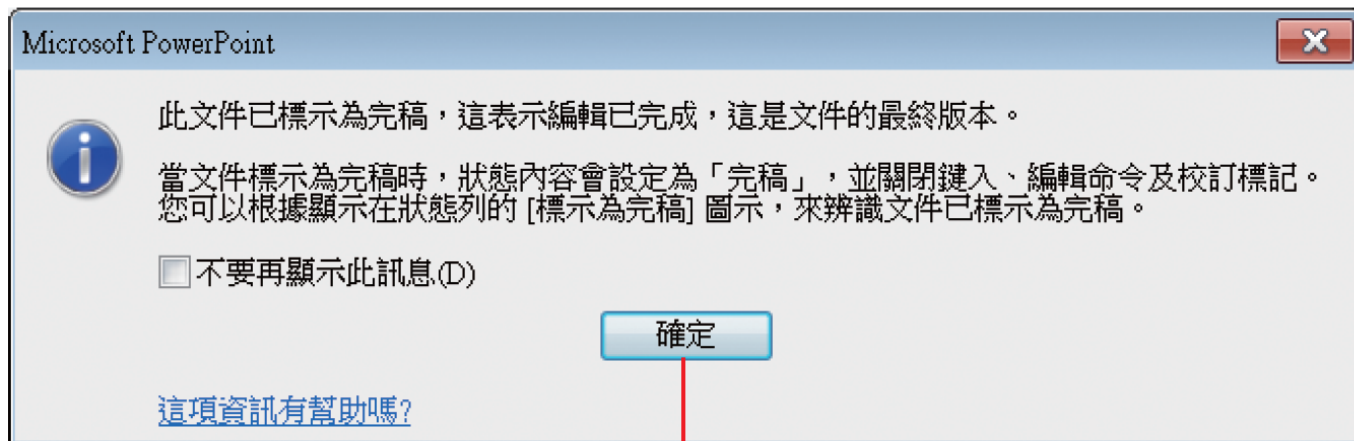 Microsoft PowerPoint
此文件已標示為完稿，這表示編輯已完成，這是文件的最終版本。
當文件標示為完稿時，狀態內容會設定為「完稿」，並關閉鍵入、編輯命令及校訂標記。
您可以根據顯示在狀態列的 [標示為完稿] 圖示，來辨識文件已標示為完稿。
不要再顯示此訊息(D)
確定
這項資訊有幫助嗎?